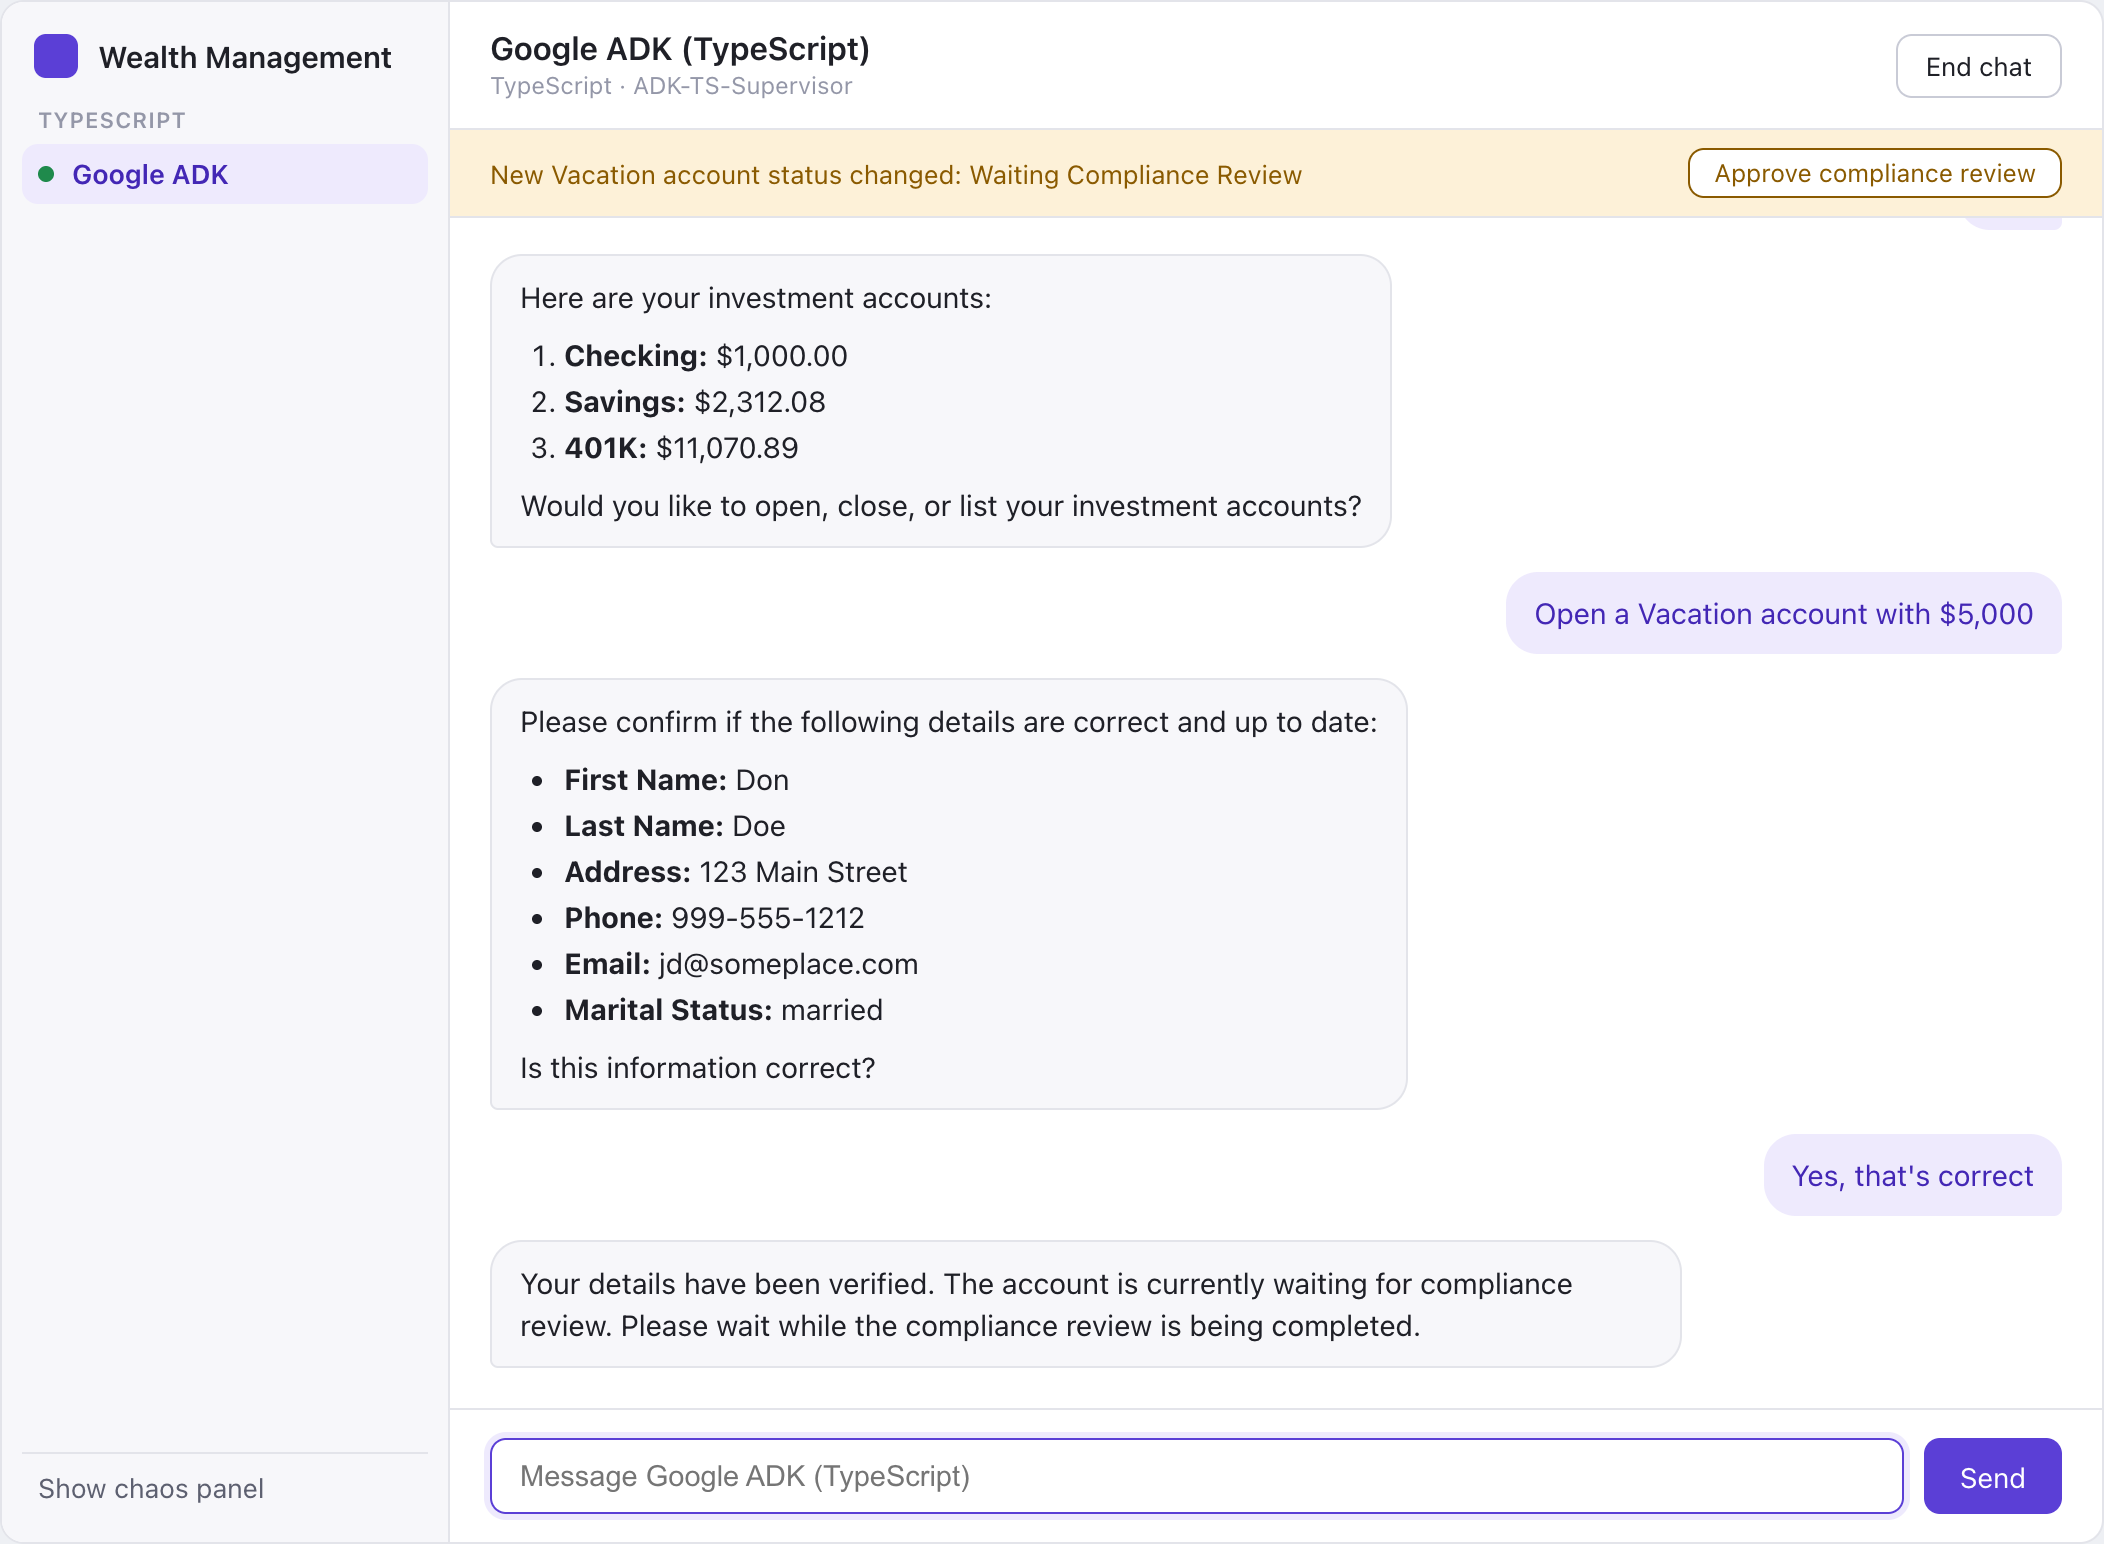 Wealth Management
TYPESCRIPT
Google ADK
Show chaos panel
Google ADK (TypeScript)
TypeScript · ADK-TS-Supervisor
End chat
New Vacation account status changed: Waiting Compliance Review
Approve compliance review
Here are your investment accounts:
1. Checking: $1,000.00
2. Savings: $2,312.08
3. 401K: $11,070.89
Would you like to open, close, or list your investment accounts?
Open a Vacation account with $5,000
Please confirm if the following details are correct and up to date:
• First Name: Don
• Last Name: Doe
• Address: 123 Main Street
• Phone: 999-555-1212
• Email: jd@someplace.com
• Marital Status: married
Is this information correct?
Yes, that's correct
Your details have been verified. The account is currently waiting for compliance
review. Please wait while the compliance review is being completed.
Message Google ADK (TypeScript)
Send